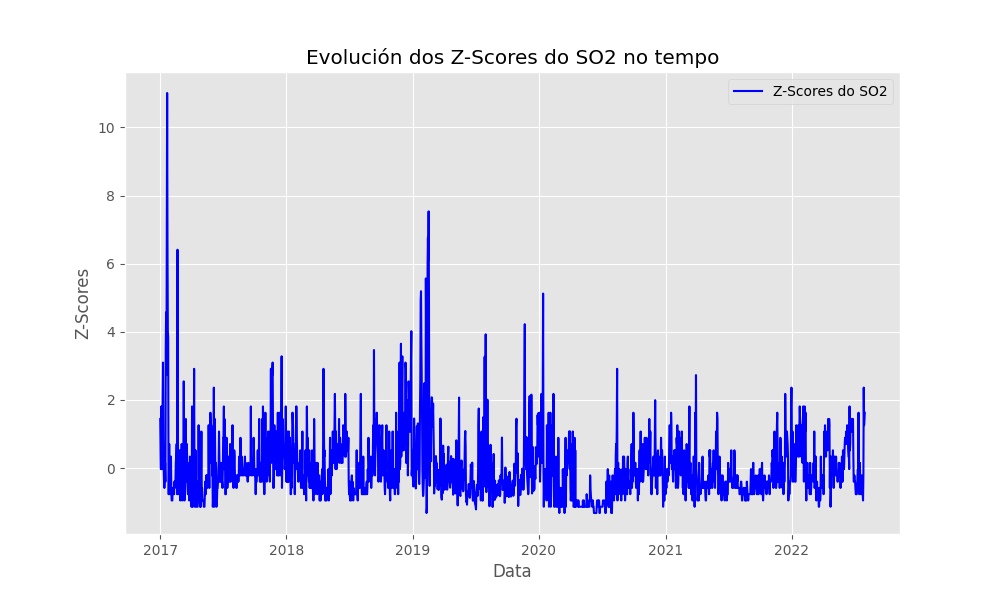 Evolución dos Z-Scores do SO2 no tempo
Z-Scores do SO2
Z-Scores
10
8
6
4
2
0
2017 2018 2019 2020 2021 2022
Data